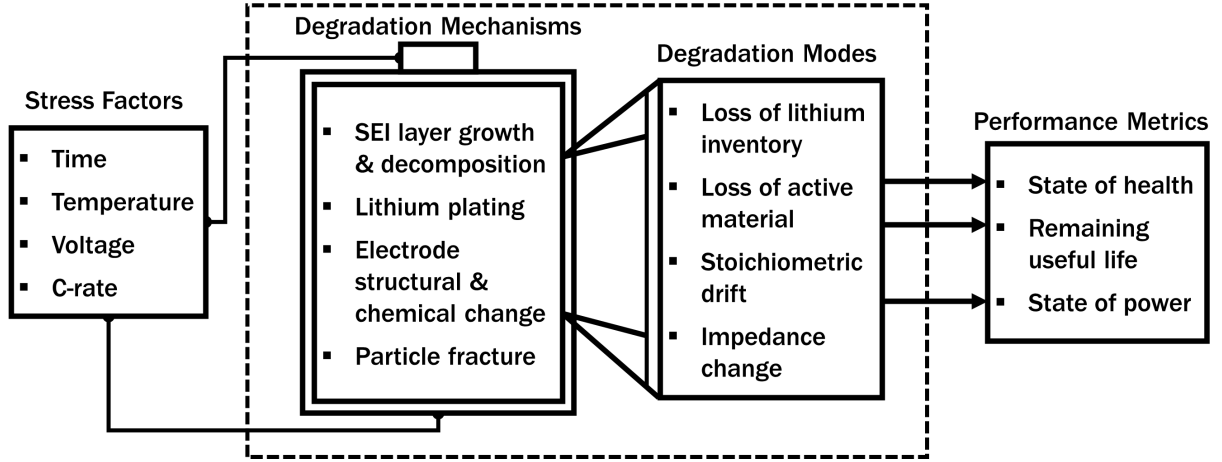 Stress Factors
▪ Time
▪ Temperature
▪ Voltage
▪ C-rate
Degradation Mechanisms
▪ SEI layer growth
& decomposition
▪ Lithium plating
▪ Electrode
structural &
chemical change
▪ Particle fracture
Degradation Modes
▪ Loss of lithium
inventory
▪ Loss of active
material
▪ Stoichiometric
drift
▪ Impedance
change
Performance Metrics
▪ State of health
▪ Remaining
useful life
▪ State of power